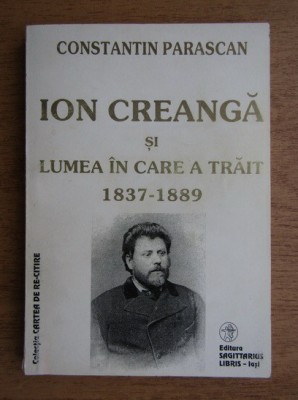 CONSTANTIN PARASCAN
ION CREANGĂ
ȘI
LUMEA ÎN CARE A TRĂIT
1837-1889
Colecția CARTEA DE RE-CITIRE
Editura
SAGITTARIUS
LIBRIS - Iași